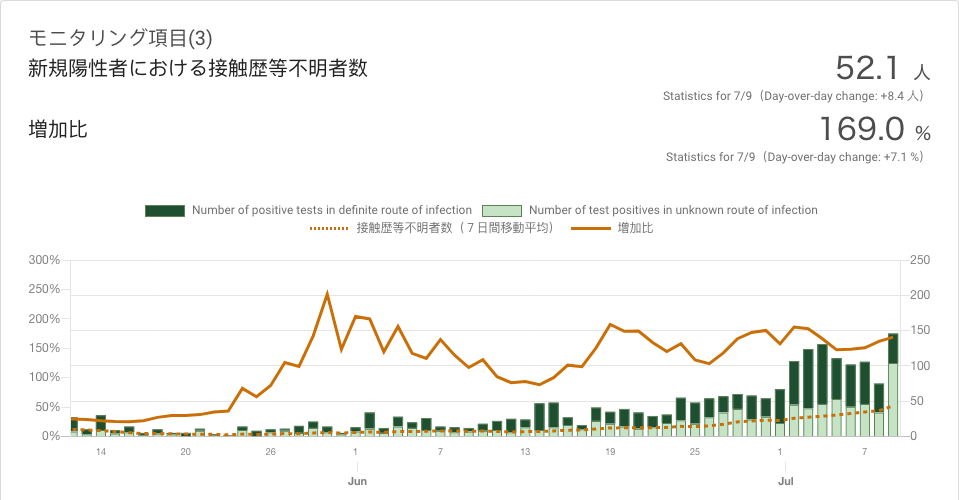 モニタリング項目(3)
新規陽性者における接触歴等不明者数
52.1 人
Statistics for 7/9（Day-over-day change: +8.4 人）
増加比
169.0 %
Statistics for 7/9（Day-over-day change: +7.1 %）
Number of positive tests in definite route of infection Number of test positives in unknown route of infection
接触歴等不明者数（７日間移動平均） 増加比
300% 250
250%
200% 200
150% 150
100% 100
50% 50
0% 0
14 20 26 1 7 13 19 25 1 7
Jun Jul